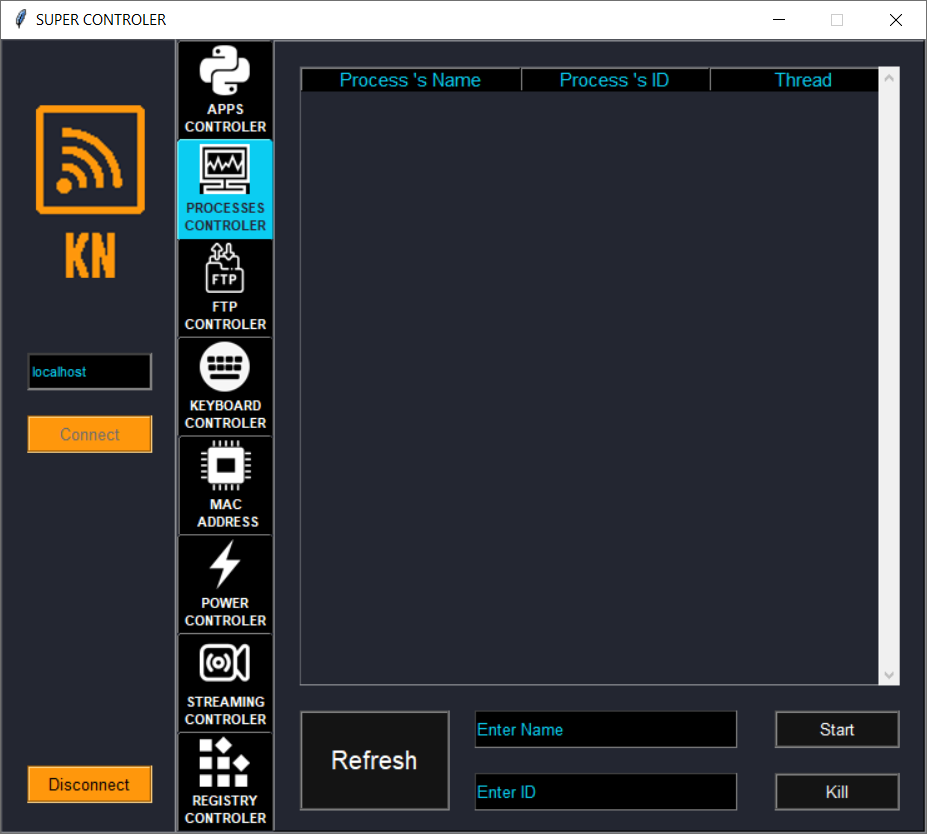 SUPER CONTROLER
KN
localhost
Connect
Disconnect
APPS
CONTROLER
PROCESSES
CONTROLER
FTP
FTP
CONTROLER
KEYBOARD
CONTROLER
MAC
ADDRESS
POWER
CONTROLER
STREAMING
CONTROLER
REGISTRY
CONTROLER
Process 's Name Process 's ID Thread
Refresh
Enter Name
Start
Enter ID
Kill